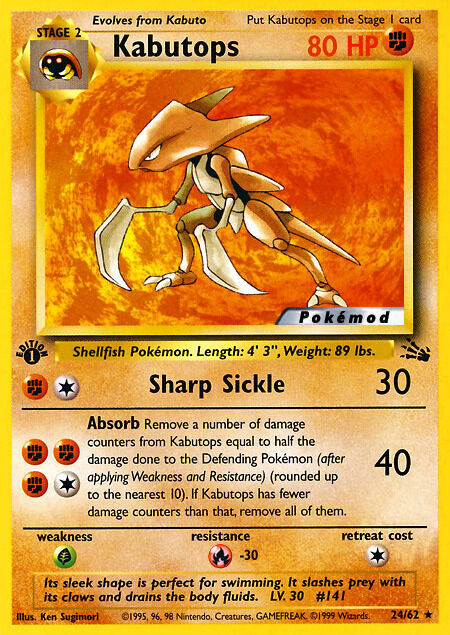 Evolves from Kabuto
Put Kabutops on the Stage 1 card
STAGE 2
Kabutops
80 HP
Pokémod
EDITION
1
Shellfish Pokémon. Length: 4' 3", Weight: 89 lbs.
Sharp Sickle 30
Absorb Remove a number of damage
counters from Kabutops equal to half the
damage done to the Defending Pokémon (after
applying Weakness and Resistance) (rounded up
to the nearest 10). If Kabutops has fewer
damage counters than that, remove all of them.
40
weakness resistance retreat cost
-30
Its sleek shape is perfect for swimming. It slashes prey with
its claws and drains the body fluids. LV. 30 #141
Illus. Ken Sugimori ©1995, 96, 98 Nintendo, Creatures, GAMEFREAK. ©1999 Wizards. 24/62 ★